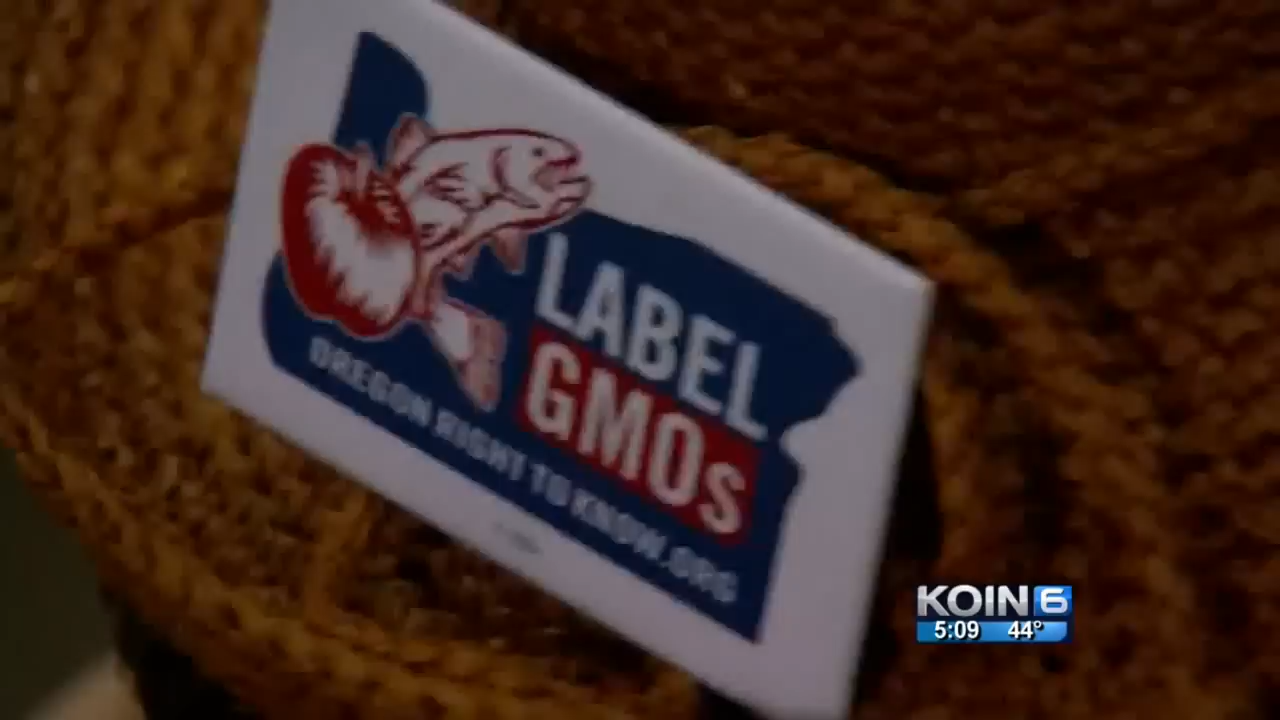 LABEL
GMOs
OREGON RIGHT TO KNOW.ORG
KOIN 6
5:09 44°